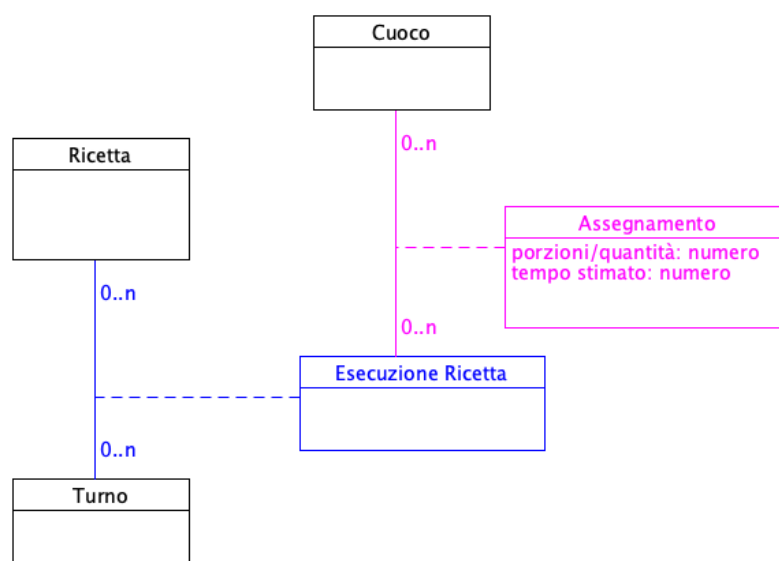 Cuoco
0..n
Ricetta
Assegnamento
porzioni/quantità: numero
tempo stimato: numero
0..n
0..n
Esecuzione Ricetta
0..n
Turno